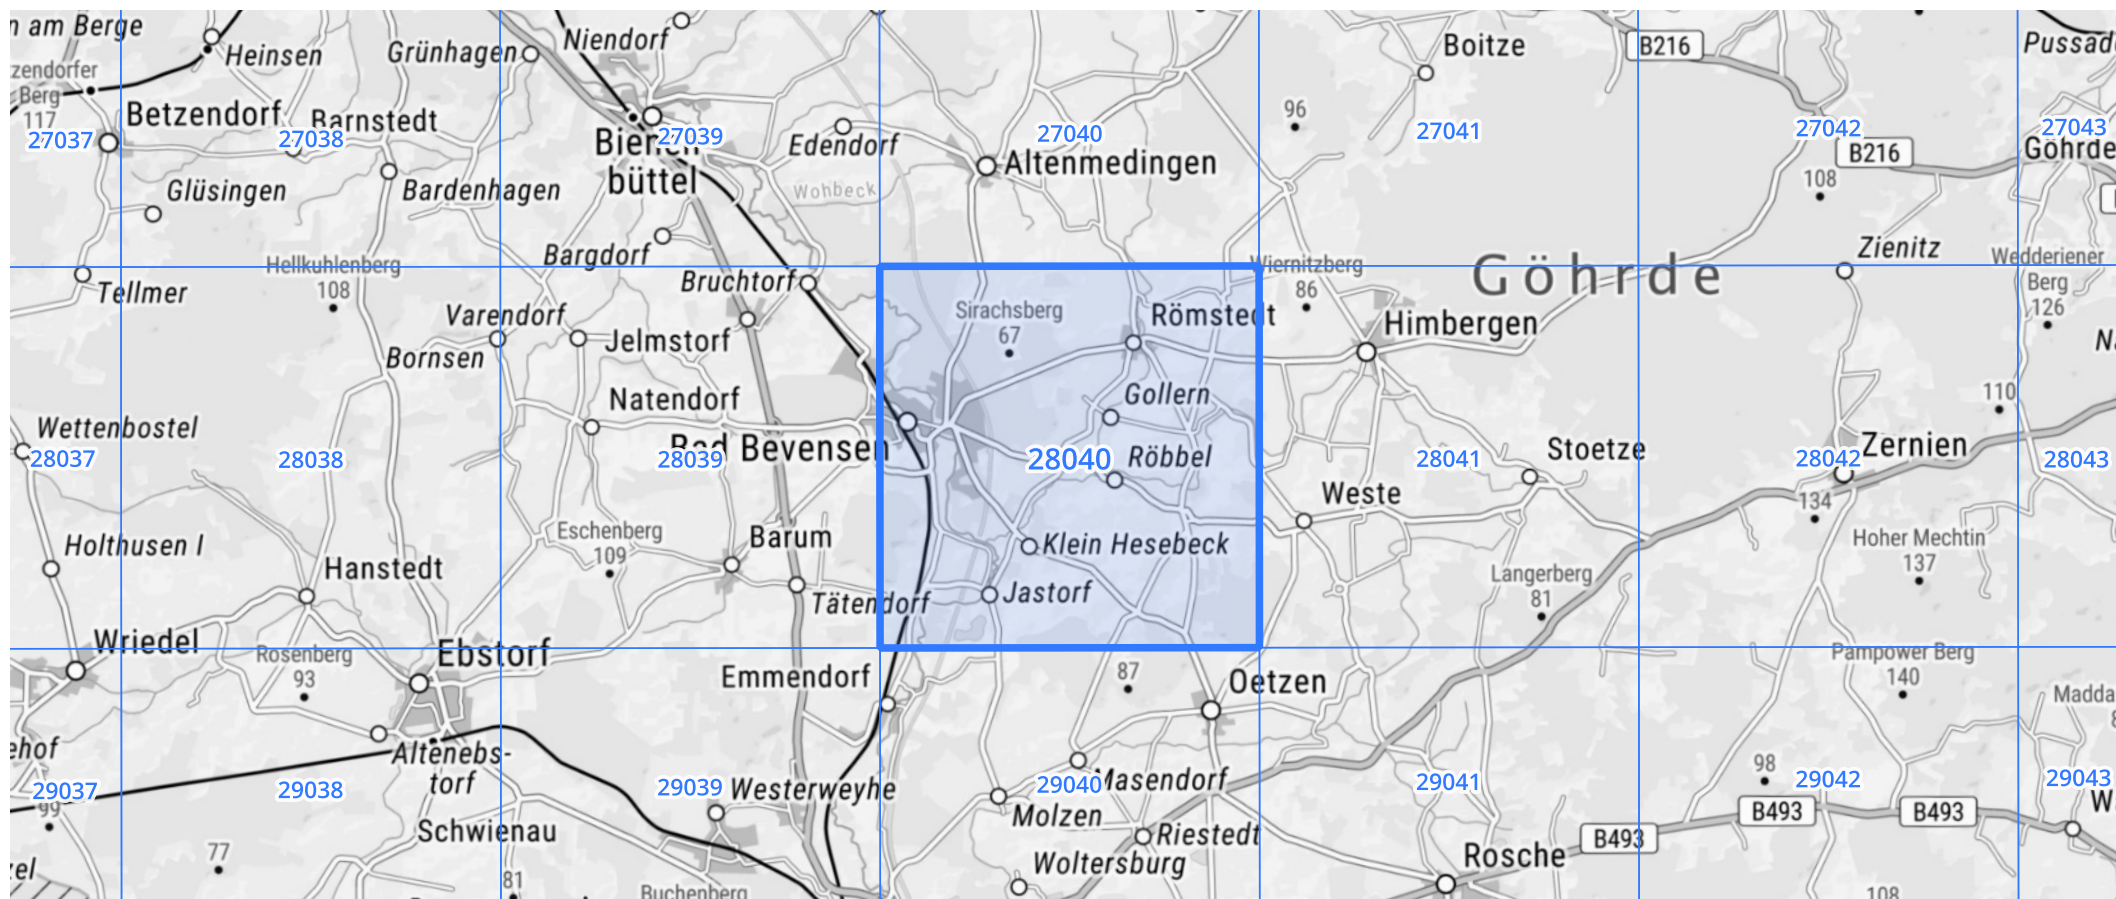 n am Berge
Heinsen
Grünhagen
Niendorf
Boitze
B216
Pussad
zendorfer
Berg
117
Betzendorf
Barnstedt
27037
27038
Bienen-
büttel
27039
Edendorf
27040
Altenmedingen
96
27041
27042
B216
27043
Göhrde
Glüsingen
Bardenhagen
Wohbeck
108
Bargdorf
Zienitz
Hellkuhlenberg
108
Tellmer
Bruchtorf
Wiernitzberg
86
Göhrde
Wedderiener
Berg
126
Varendorf
Jelmstorf
Bornsen
Sirachsberg
67
Römstedt
Himbergen
Natendorf
Gollern
110
Wettenbostel
Bad Bevensen
28037
28038
28039
28040
Röbbel
28041
Stoetze
28042
Zernien
28043
Weste
134
Eschenberg
109
Barum
Klein Hesebeck
Hoher Mechtin
137
Holthusen I
Hanstedt
Tätendorf
Jastorf
Langerberg
81
Wriedel
Rosenberg
93
Ebstorf
Emmendorf
87
Oetzen
Pampower Berg
140
Madda
ehof
Altenebs-
torf
98
29037
99
29038
29039
Westerweyhe
29040
Masendorf
29041
29042
29043
Molzen
B493
B493
B493
W
Schwienau
Riestedt
Rosche
77
Woltersburg
81
Buchenberg
108
zel